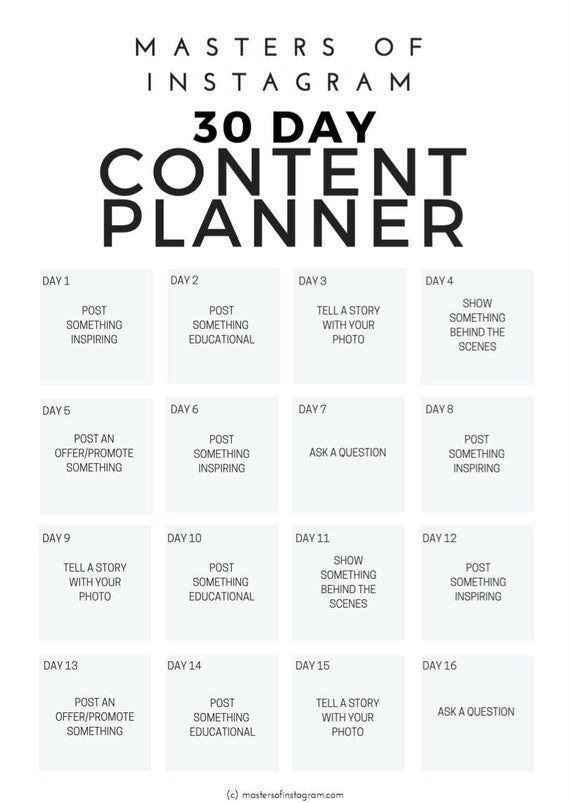 MASTERS OF
INSTAGRAM
30 DAY
CONTENT
PLANNER
DAY 1
POST
SOMETHING
INSPIRING
DAY 2
POST
SOMETHING
EDUCATIONAL
DAY 3
TELL A STORY
WITH YOUR
PHOTO
DAY 4
SHOW
SOMETHING
BEHIND THE
SCENES
DAY 5
POST AN
OFFER/PROMOTE
SOMETHING
DAY 6
POST
SOMETHING
INSPIRING
DAY 7
ASK A QUESTION
DAY 8
POST
SOMETHING
INSPIRING
DAY 9
TELL A STORY
WITH YOUR
PHOTO
DAY 10
POST
SOMETHING
EDUCATIONAL
DAY 11
SHOW
SOMETHING
BEHIND THE
SCENES
DAY 12
POST
SOMETHING
INSPIRING
DAY 13
POST AN
OFFER/PROMOTE
SOMETHING
DAY 14
POST
SOMETHING
EDUCATIONAL
DAY 15
TELL A STORY
WITH YOUR
PHOTO
DAY 16
ASK A QUESTION
(c) mastersofinstagram.com